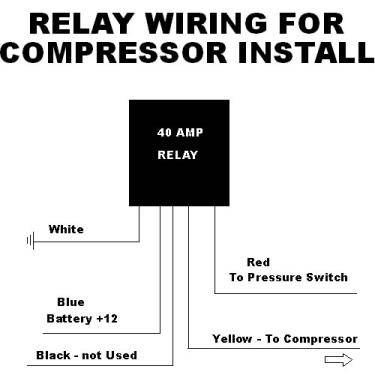 RELAY WIRING FOR
COMPRESSOR INSTALL
40 AMP
RELAY
White
Red
To Pressure Switch
Blue
Battery +12
Yellow - To Compressor
Black - not Used